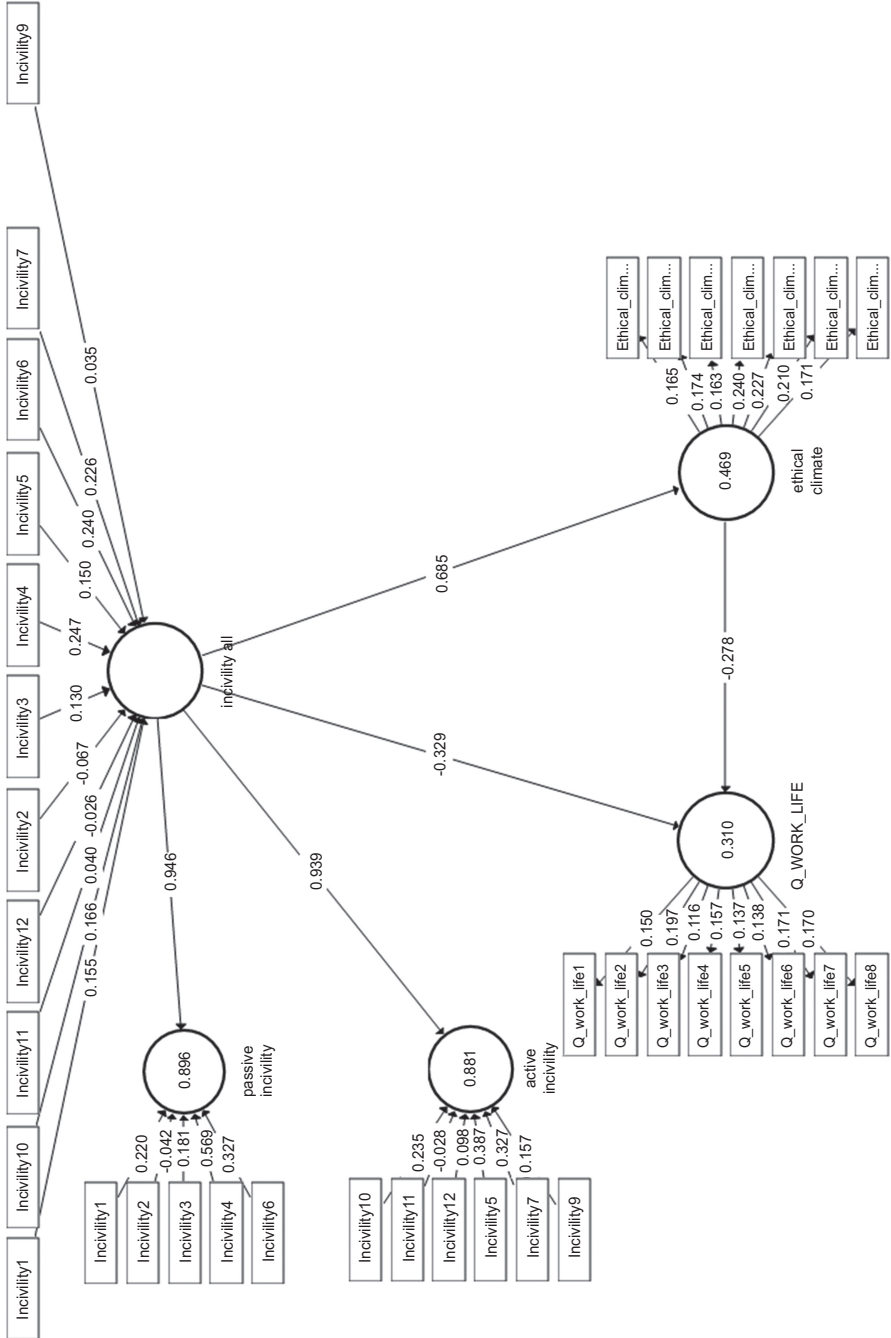 Incivility1
Incivility10
Incivility11
Incivility12
Incivility2
Incivility3
Incivility4
Incivility5
Incivility6
Incivility7
Incivility9
0.155
0.166
0.040
-0.026
-0.067
0.130
0.247
0.150
0.240
0.226
0.035
incivility all
0.946
0.939
-0.329
0.685
Incivility1
Incivility2
Incivility3
Incivility4
Incivility6
0.220
-0.042
0.181
0.569
0.327
0.896
passive
incivility
Incivility10
Incivility11
Incivility12
Incivility5
Incivility7
Incivility9
0.235
-0.028
0.098
0.387
0.327
0.157
0.881
active
incivility
Q_work_life1
Q_work_life2
Q_work_life3
Q_work_life4
Q_work_life5
Q_work_life6
Q_work_life7
Q_work_life8
0.150
0.197
0.116
0.157
0.137
0.138
0.171
0.170
0.310
Q_WORK_LIFE
-0.278
0.469
ethical
climate
0.165
0.174
0.163
0.240
0.227
0.210
0.171
Ethical_clim...
Ethical_clim...
Ethical_clim...
Ethical_clim...
Ethical_clim...
Ethical_clim...
Ethical_clim...